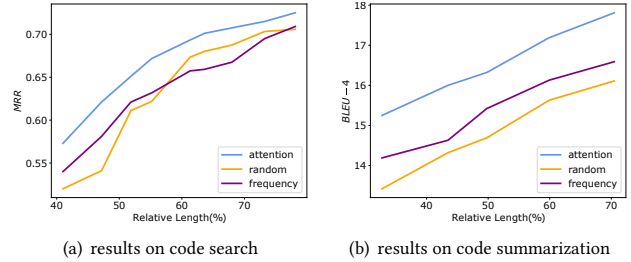 0.70
0.65
0.60
0.55
MRR
40
50
60
70
80
Relative Length(%)
attention
random
frequency
(a) results on code search
18
17
16
15
14
BLEU−4
40
50
60
70
Relative Length(%)
attention
random
frequency
(b) results on code summarization